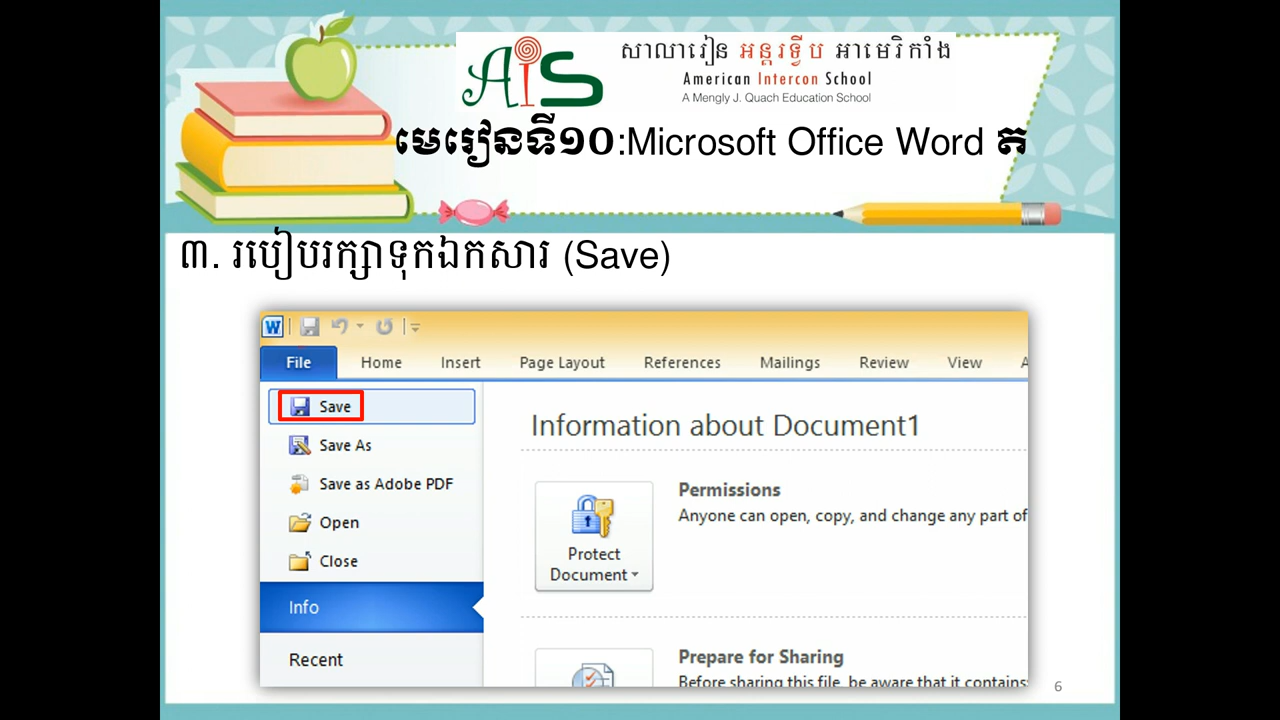 AIS
សាលារៀន អន្តរទ្វីប អាមេរិកាំង
American Intercon School
A Mengly J. Quach Education School
មេរៀនទី១០:Microsoft Office Word ត
៣. របៀបរក្សាទុកឯកសារ (Save)
W
File Home Insert Page Layout References Mailings Review View A
Save
Save As
Save as Adobe PDF
Open
Close
Info
Recent
Information about Document1
Protect
Document
Permissions
Anyone can open, copy, and change any part of
Prepare for Sharing
Before sharing this file, be aware that it contains
6